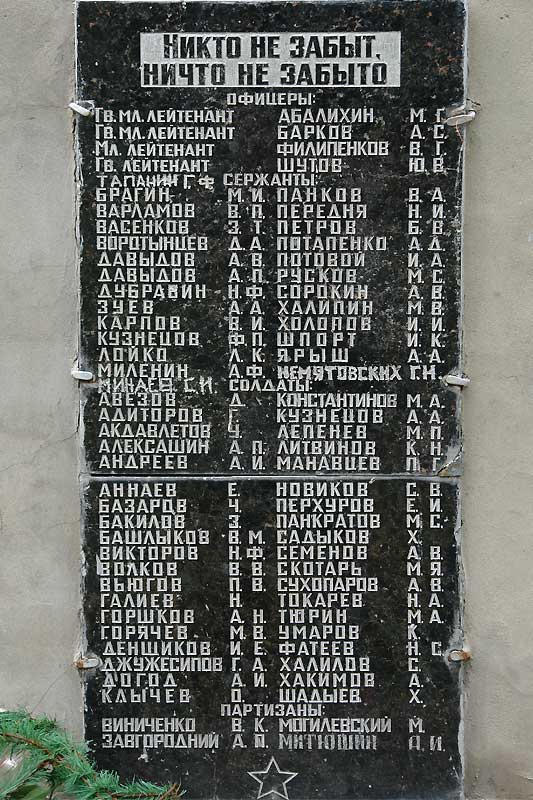 НИКТО НЕ ЗАБЫТ,
НИЧТО НЕ ЗАБЫТО
ОФИЦЕРЫ:
ГВ. МЛ. ЛЕЙТЕНАНТ АБАЛИХИН М. Г.
ГВ. МЛ. ЛЕЙТЕНАНТ БАРКОВ А. С.
МЛ. ЛЕЙТЕНАНТ ФИЛИПЕНКОВ В. Г.
ГВ. ЛЕЙТЕНАНТ ШУТОВ Ю. В.
ТАПАЧИН Г. Ф СЕРЖАНТЫ:
БРАГИН М. И. ПАНКОВ В. А.
ВАРЛАМОВ В. П. ПЕРЕДНЯ Н. И.
ВАСЕНКОВ З. Т. ПЕТРОВ Б. В.
ВОРОТЫНЦЕВ Д. А. ПОТАПЕНКО А. Д.
ДАВЫДОВ А. В. ПОТОВОЙ И. А.
ДАВЫДОВ А. П. РУСКОВ М. С.
ДУБРАВИН Н. Ф. СОРОКИН А. В.
ЗУЕВ А. А. ХАЛИПИН М. В.
КАРПОВ В. И. ХОЛОПОВ И. И.
КУЗНЕЦОВ Ф. П. ШПОРТ И. К.
ЛОЙКО Л. К. ЯРЫШ А. А.
МИЛЕНИН А. Ф. НЕМЯТОВСКИХ Г. И.
МИНАЕВ С. И. СОЛДАТЫ:
АВЕЗОВ Д. КОНСТАНТИНОВ М. А.
АДИТОРОВ Г. КУЗНЕЦОВ А. А.
АКДАВЛЕТОВ Ч. ЛЕПЕНЕВ М. П.
АЛЕКСАШИН А. П. ЛИТВИНОВ К. Н.
АНДРЕЕВ А. И. МАНАВЦЕВ П. Г.
АННАЕВ Е. НОВИКОВ С. В.
БАЗАРОВ Ч. ПЕРХУРОВ Е. И.
БАКИЛОВ З. ПАНКРАТОВ М. С.
БАШЛЫКОВ В. М. САДЫКОВ Х.
ВИКТОРОВ Н. Ф. СЕМЕНОВ А. В.
ВОЛКОВ В. В. СКОТАРЬ М. Я.
ВЬЮГОВ П. В. СУХОПАРОВ А. В.
ГАЛИЕВ Н. ТОКАРЕВ Н. А.
ГОРШКОВ А. Н. ТЮРИН М. А.
ГОРЯЧЕВ М. В. УМАРОВ К.
ДЕНЩИКОВ И. Е. ФАТЕЕВ Н. С.
ДЖУЖЕСИПОВ Г. А. ХАЛИЛОВ С.
ДОГОД А. И. ХАКИМОВ А.
КЛЫЧЕВ О. ШАДЫЕВ Х.
ПАРТИЗАНЫ:
ВИНИЧЕНКО В. К. МОГИЛЕВСКИЙ М.
ЗАВГОРОДНИЙ А. П. МИТЮШИН Д. И.